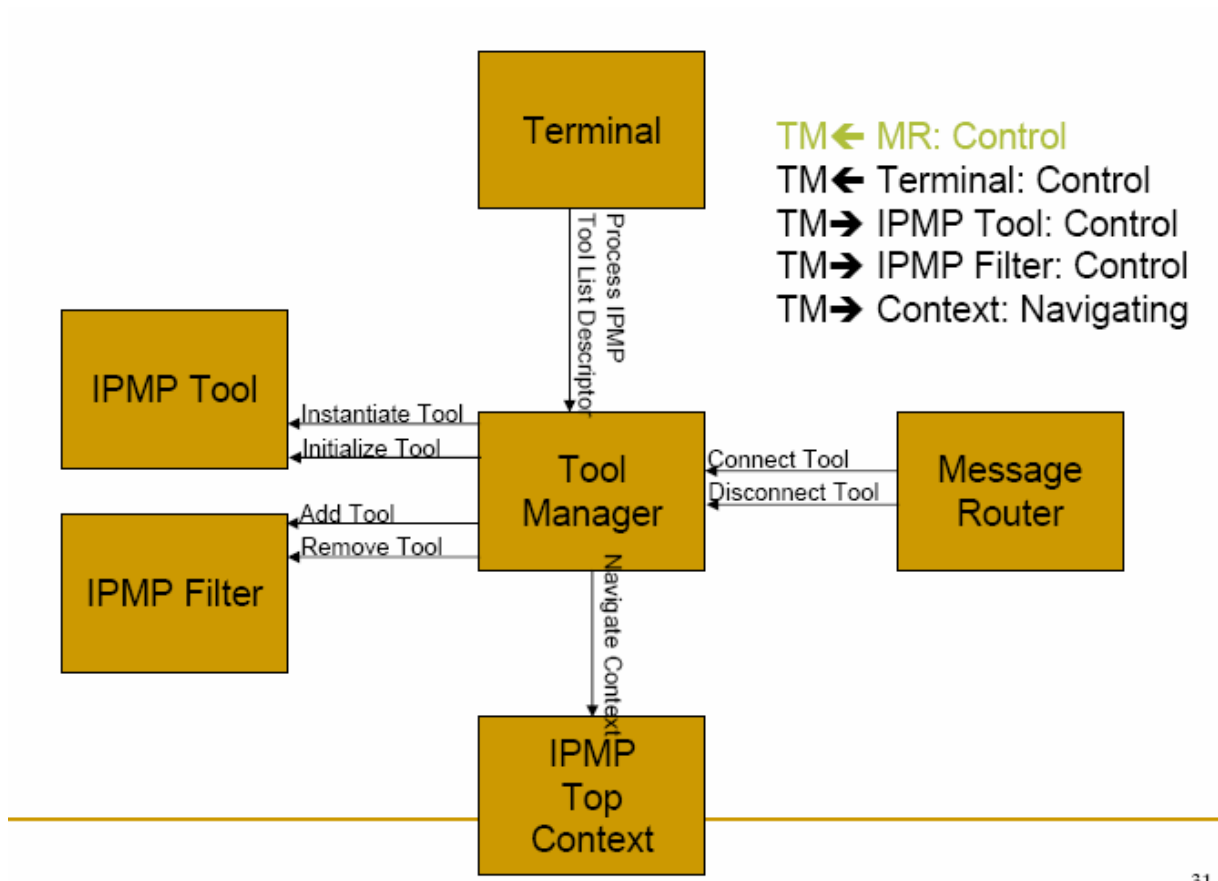 Terminal
TM← MR: Control
TM← Terminal: Control
TM→ IPMP Tool: Control
TM→ IPMP Filter: Control
TM→ Context: Navigating
Process IPMP
Tool List Descriptor
IPMP Tool
Instantiate Tool
Initialize Tool
Tool
Manager
Connect Tool
Disconnect Tool
Message
Router
IPMP Filter
Add Tool
Remove Tool
Navigate Context
IPMP
Top
Context
31